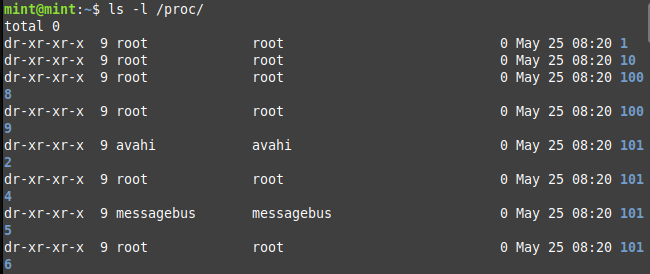 mint@mint:~$ ls -l /proc/
total 0
dr-xr-xr-x  9 root             root                           0 May 25 08:20 1
dr-xr-xr-x  9 root             root                           0 May 25 08:20 10
dr-xr-xr-x  9 root             root                           0 May 25 08:20 100
8
dr-xr-xr-x  9 root             root                           0 May 25 08:20 100
9
dr-xr-xr-x  9 avahi            avahi                          0 May 25 08:20 101
2
dr-xr-xr-x  9 root             root                           0 May 25 08:20 101
4
dr-xr-xr-x  9 messagebus       messagebus                     0 May 25 08:20 101
5
dr-xr-xr-x  9 root             root                           0 May 25 08:20 101
6